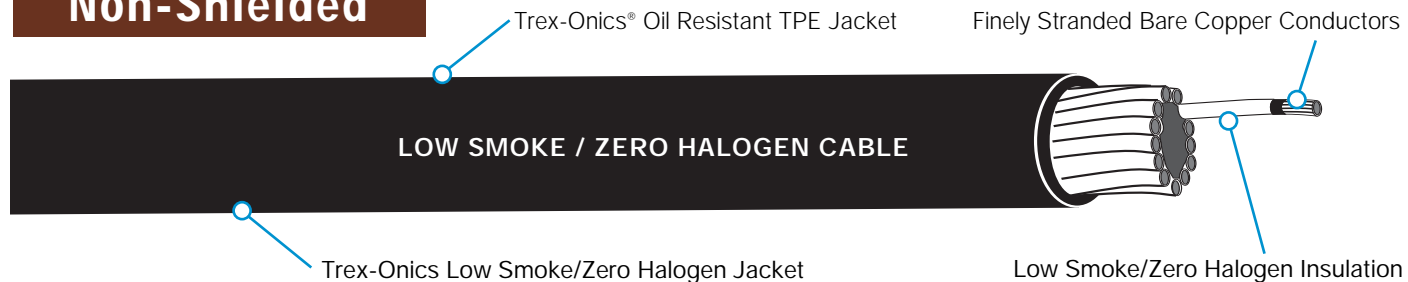 Non-Shielded
Trex-Onics® Oil Resistant TPE Jacket
Finely Stranded Bare Copper Conductors
LOW SMOKE / ZERO HALOGEN CABLE
Trex-Onics Low Smoke/Zero Halogen Jacket
Low Smoke/Zero Halogen Insulation